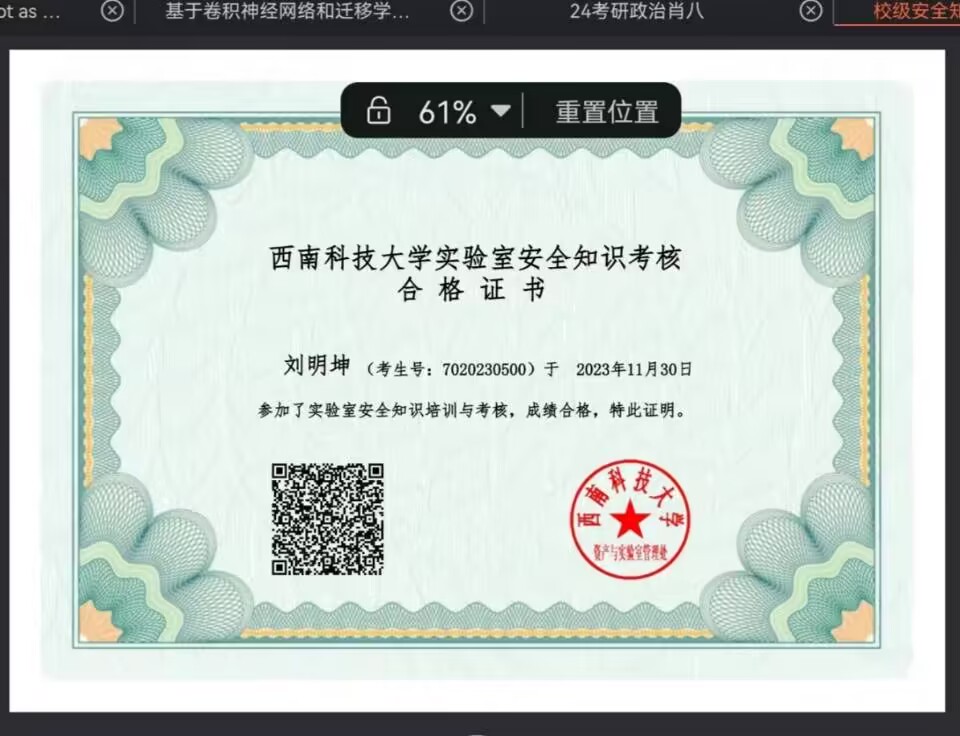 ot as ...
基于卷积神经网络和迁移学...
24考研政治肖八
校级安全知
61%
重置位置
西南科技大学实验室安全知识考核
合格证书
刘明坤（考生号：7020230500）于 2023年11月30日
参加了实验室安全知识培训与考核，成绩合格，特此证明。
西南科技大学
资产与实验室管理处